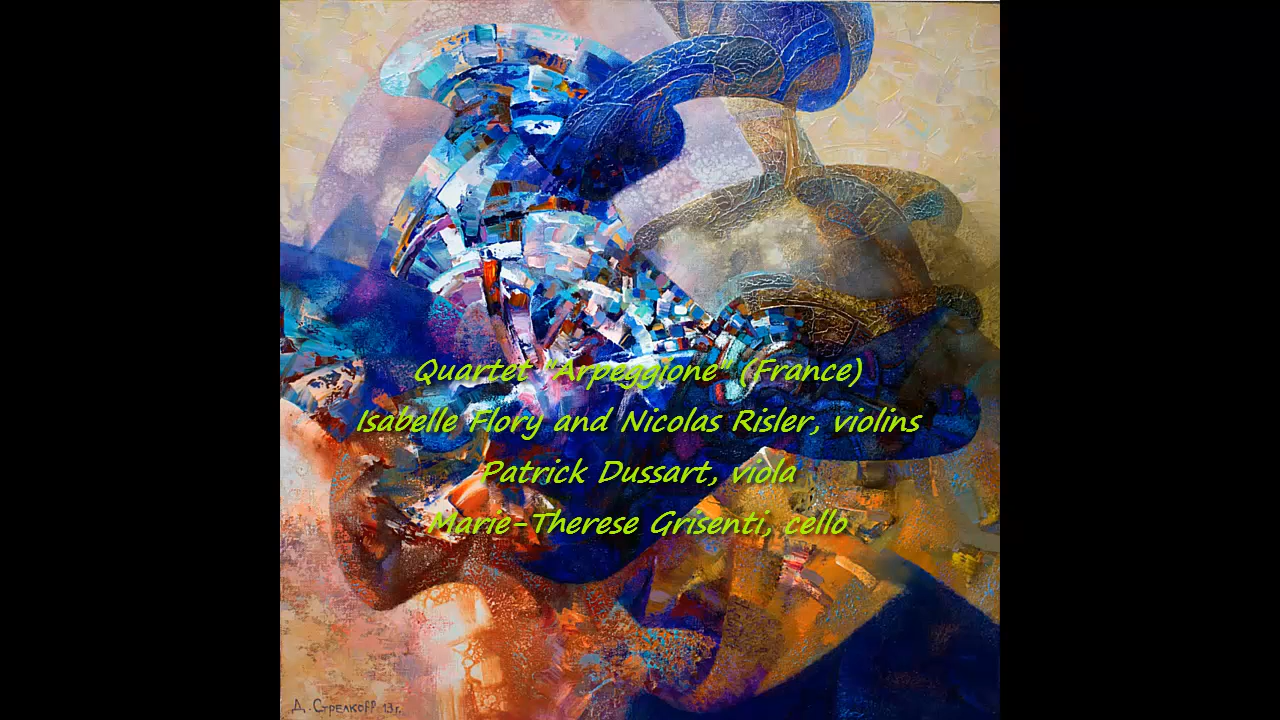 Quartet "Arpeggione" (France)
Isabelle Flory and Nicolas Risler, violins
Patrick Dussart, viola
Marie-Therese Grisenti, cello
Д. Стрелкоff 13г.